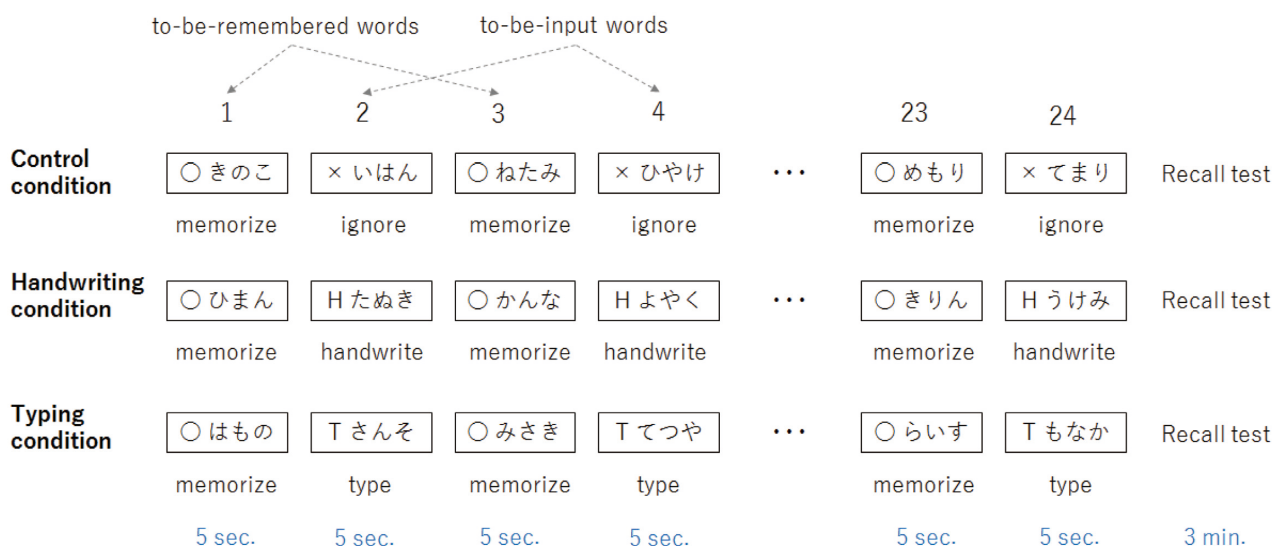 to-be-remembered words to-be-input words
1 2 3 4 23 24
Control condition
○ きのこ × いはん ○ ねたみ × ひやけ ・・・ ○ めもり × てまり Recall test
memorize ignore memorize ignore memorize ignore
Handwriting condition
○ ひまん H たぬき ○ かんな H よやく ・・・ ○ きりん H うけみ Recall test
memorize handwrite memorize handwrite memorize handwrite
Typing condition
○ はもの T さんそ ○ みさき T てつや ・・・ ○ らいす T もなか Recall test
memorize type memorize type memorize type
5 sec. 5 sec. 5 sec. 5 sec. 5 sec. 5 sec. 3 min.